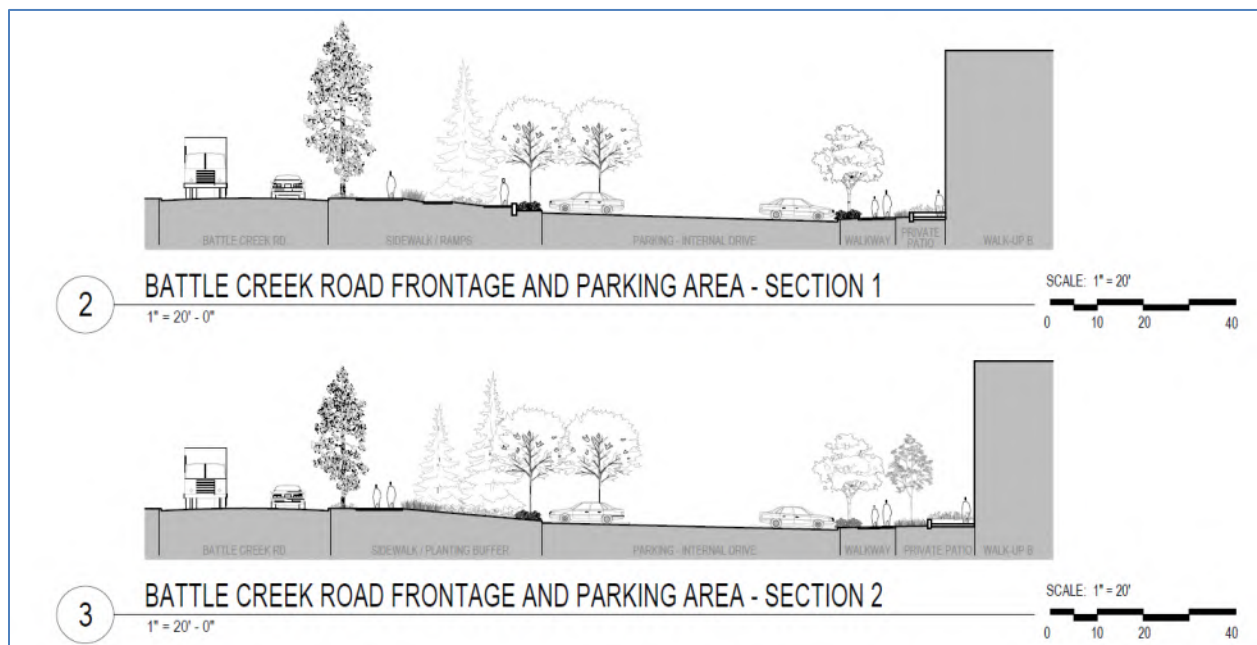 BATTLE CREEK RD.
SIDEWALK / RAMPS
PARKING - INTERNAL DRIVE
WALKWAY
PRIVATE
PATIO
WALK-UP B
2
BATTLE CREEK ROAD FRONTAGE AND PARKING AREA - SECTION 1
1" = 20' - 0"
SCALE: 1" = 20'
0 10 20 40
BATTLE CREEK RD.
SIDEWALK / PLANTING BUFFER
PARKING - INTERNAL DRIVE
WALKWAY
PRIVATE PATIO
WALK-UP B
3
BATTLE CREEK ROAD FRONTAGE AND PARKING AREA - SECTION 2
1" = 20' - 0"
SCALE: 1" = 20'
0 10 20 40